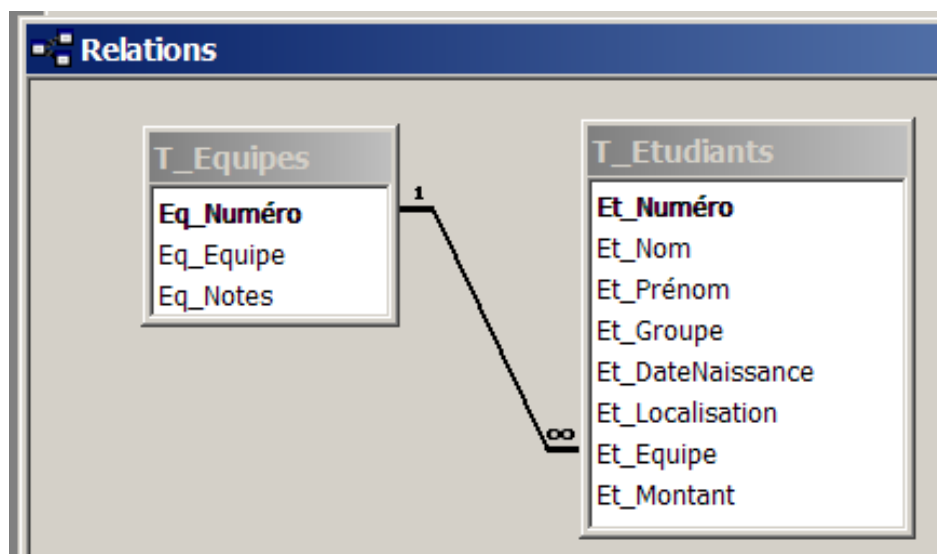 Relations
T_Equipes
Eq_Numéro
Eq_Equipe
Eq_Notes
1
∞
T_Etudiants
Et_Numéro
Et_Nom
Et_Prénom
Et_Groupe
Et_DateNaissance
Et_Localisation
Et_Equipe
Et_Montant